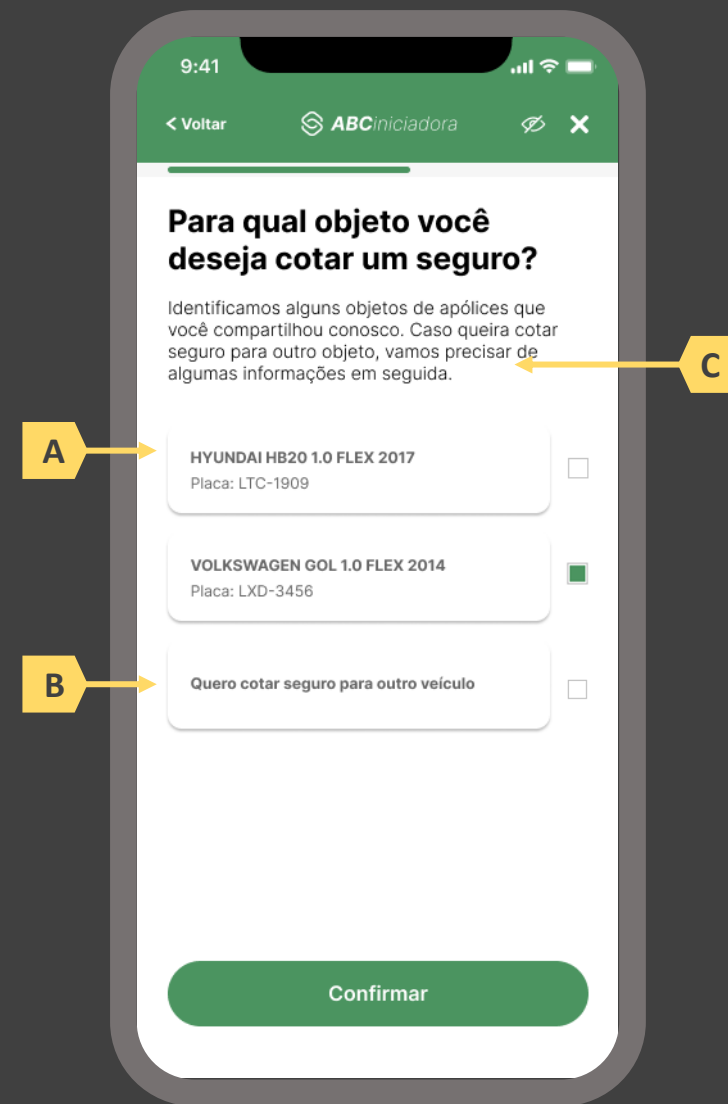 9:41
< Voltar ABCiniciadora
Para qual objeto você
deseja cotar um seguro?
Identificamos alguns objetos de apólices que
você compartilhou conosco. Caso queira cotar
seguro para outro objeto, vamos precisar de
algumas informações em seguida.
C
A
HYUNDAI HB20 1.0 FLEX 2017
Placa: LTC-1909
VOLKSWAGEN GOL 1.0 FLEX 2014
Placa: LXD-3456
B
Quero cotar seguro para outro veículo
Confirmar